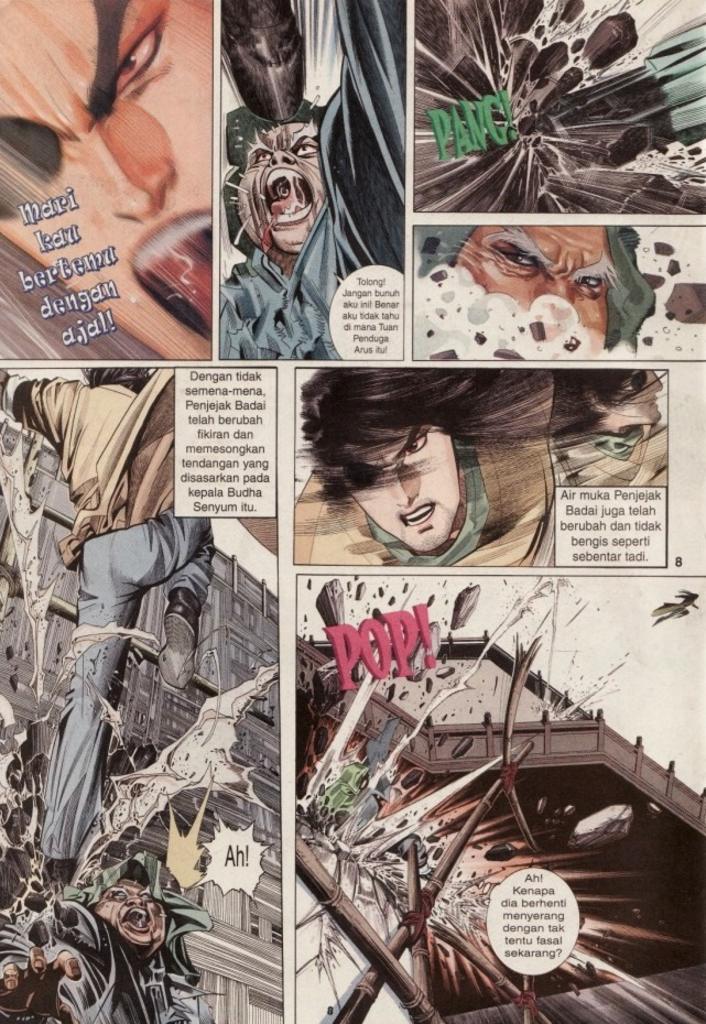 Mari
kau
bertemu
dengan
ajal!
Tolong!
Jangan bunuh
aku ini! Benar
aku tidak tahu
di mana Tuan
Penduga
Arus itu!
PANG!
Dengan tidak
semena-mena,
Penjejak Badai
telah berubah
fikiran dan
memesongkan
tendangan yang
disasarkan pada
kepala Budha
Senyum itu.
Air muka Penjejak
Badai juga telah
berubah dan tidak
bengis seperti
sebentar tadi.
8
Ah!
POP!
Ah!
Kenapa
dia berhenti
menyerang
dengan tak
tentu fasal
sekarang?
8